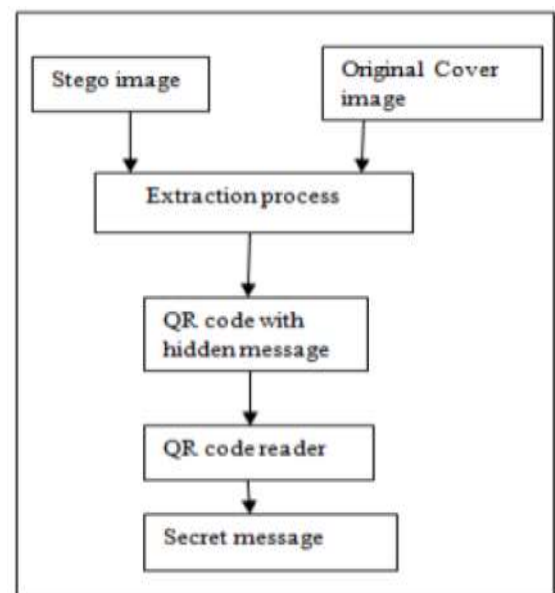 Stego image
Original Cover
image
Extraction process
QR code with
hidden message
QR code reader
Secret message